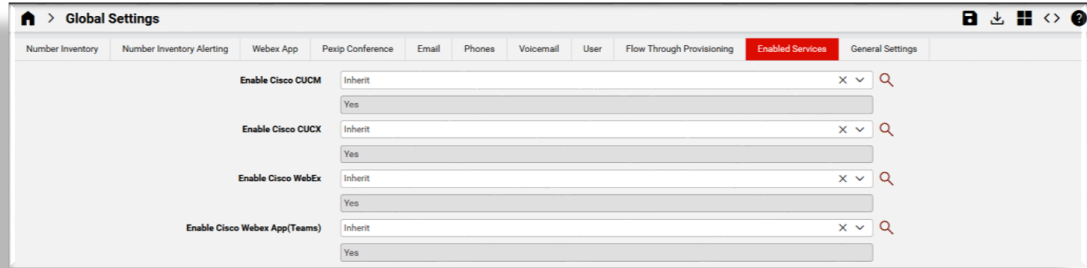 > Global Settings
Number Inventory Number Inventory Alerting Webex App Pexip Conference Email Phones Voicemail User Flow Through Provisioning Enabled Services General Settings
Enable Cisco CUCM Inherit
Yes
Enable Cisco CUCX Inherit
Yes
Enable Cisco WebEx Inherit
Yes
Enable Cisco Webex App(Teams) Inherit
Yes